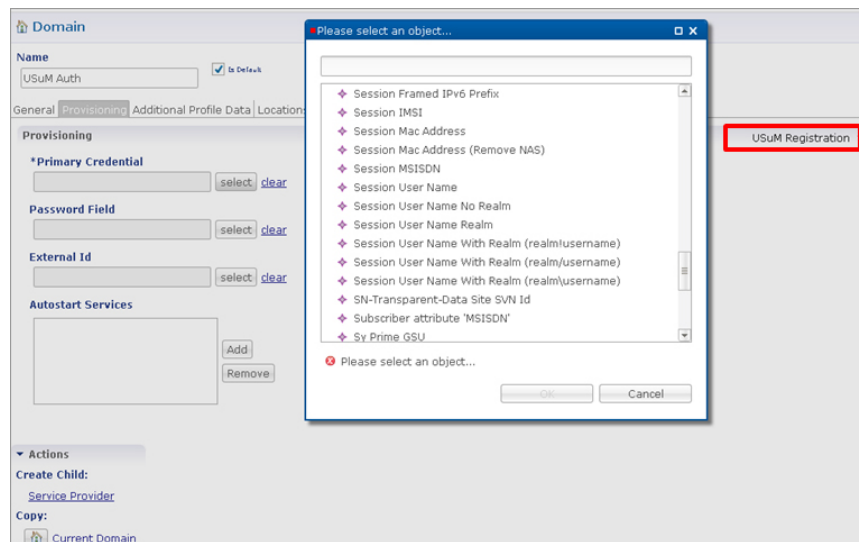 Domain
Name
USuM Auth
Is Default
General Provisioning Additional Profile Data Locations
Provisioning
*Primary Credential
select clear
Password Field
select clear
External Id
select clear
Autostart Services
Add
Remove
Actions
Create Child:
Service Provider
Copy:
Current Domain
Please select an object...
Session Framed IPv6 Prefix
Session IMSI
Session Mac Address
Session Mac Address (Remove NAS)
Session MSISDN
Session User Name
Session User Name No Realm
Session User Name Realm
Session User Name With Realm (realm!username)
Session User Name With Realm (realm/username)
Session User Name With Realm (realm\username)
SN-Transparent-Data Site SVN Id
Subscriber attribute 'MSISDN'
Sy Prime GSU
Please select an object...
OK Cancel
USuM Registration